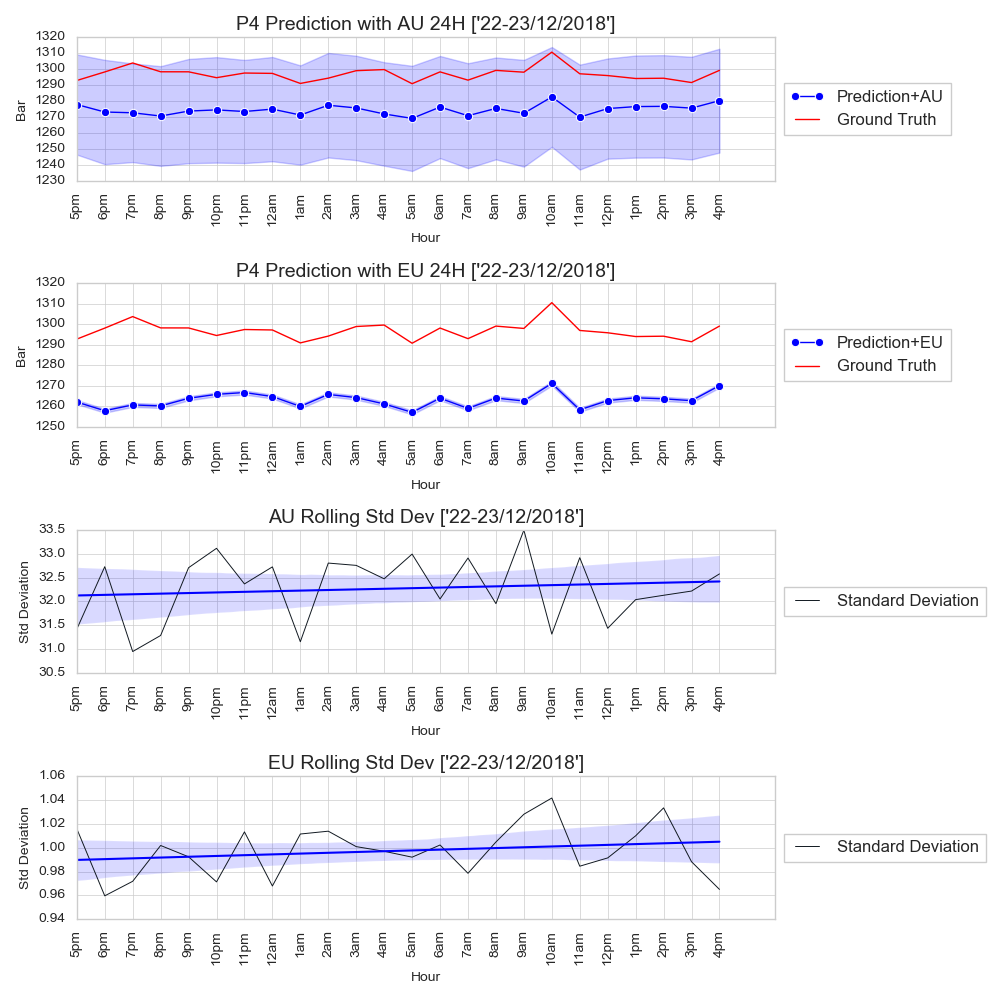 P4 Prediction with AU 24H ['22-23/12/2018']
1320
1310
1300
1290
1280
1270
1260
1250
1240
1230
Bar
5pm 6pm 7pm 8pm 9pm 10pm 11pm 12am 1am 2am 3am 4am 5am 6am 7am 8am 9am 10am 11am 12pm 1pm 2pm 3pm 4pm
Hour
Prediction+AU
Ground Truth
P4 Prediction with EU 24H ['22-23/12/2018']
1320
1310
1300
1290
1280
1270
1260
1250
Bar
5pm 6pm 7pm 8pm 9pm 10pm 11pm 12am 1am 2am 3am 4am 5am 6am 7am 8am 9am 10am 11am 12pm 1pm 2pm 3pm 4pm
Hour
Prediction+EU
Ground Truth
AU Rolling Std Dev ['22-23/12/2018']
33.5
33.0
32.5
32.0
31.5
31.0
30.5
Std Deviation
5pm 6pm 7pm 8pm 9pm 10pm 11pm 12am 1am 2am 3am 4am 5am 6am 7am 8am 9am 10am 11am 12pm 1pm 2pm 3pm 4pm
Hour
Standard Deviation
EU Rolling Std Dev ['22-23/12/2018']
1.06
1.04
1.02
1.00
0.98
0.96
0.94
Std Deviation
5pm 6pm 7pm 8pm 9pm 10pm 11pm 12am 1am 2am 3am 4am 5am 6am 7am 8am 9am 10am 11am 12pm 1pm 2pm 3pm 4pm
Hour
Standard Deviation